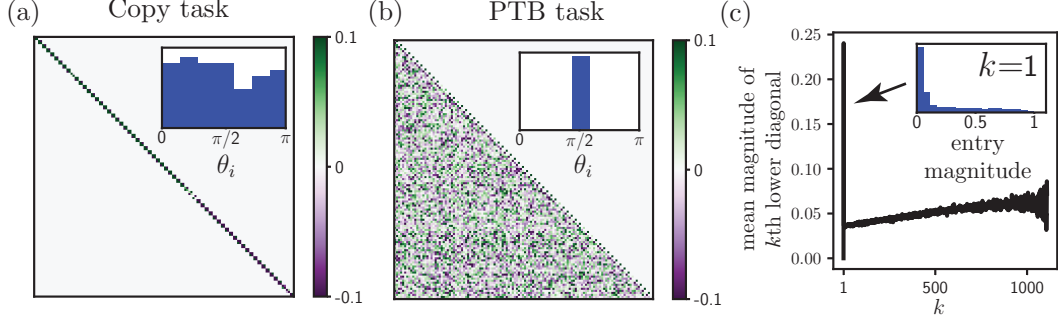 (a) Copy task
0.1
0
-0.1
0 π/2 π
θi
(b) PTB task
0.1
0
-0.1
0 π/2 π
θi
(c)
mean magnitude of
kth lower diagonal
0.25
0.20
0.15
0.10
0.05
0.00
1 500 1000
k
k=1
0 0.5 1
entry
magnitude